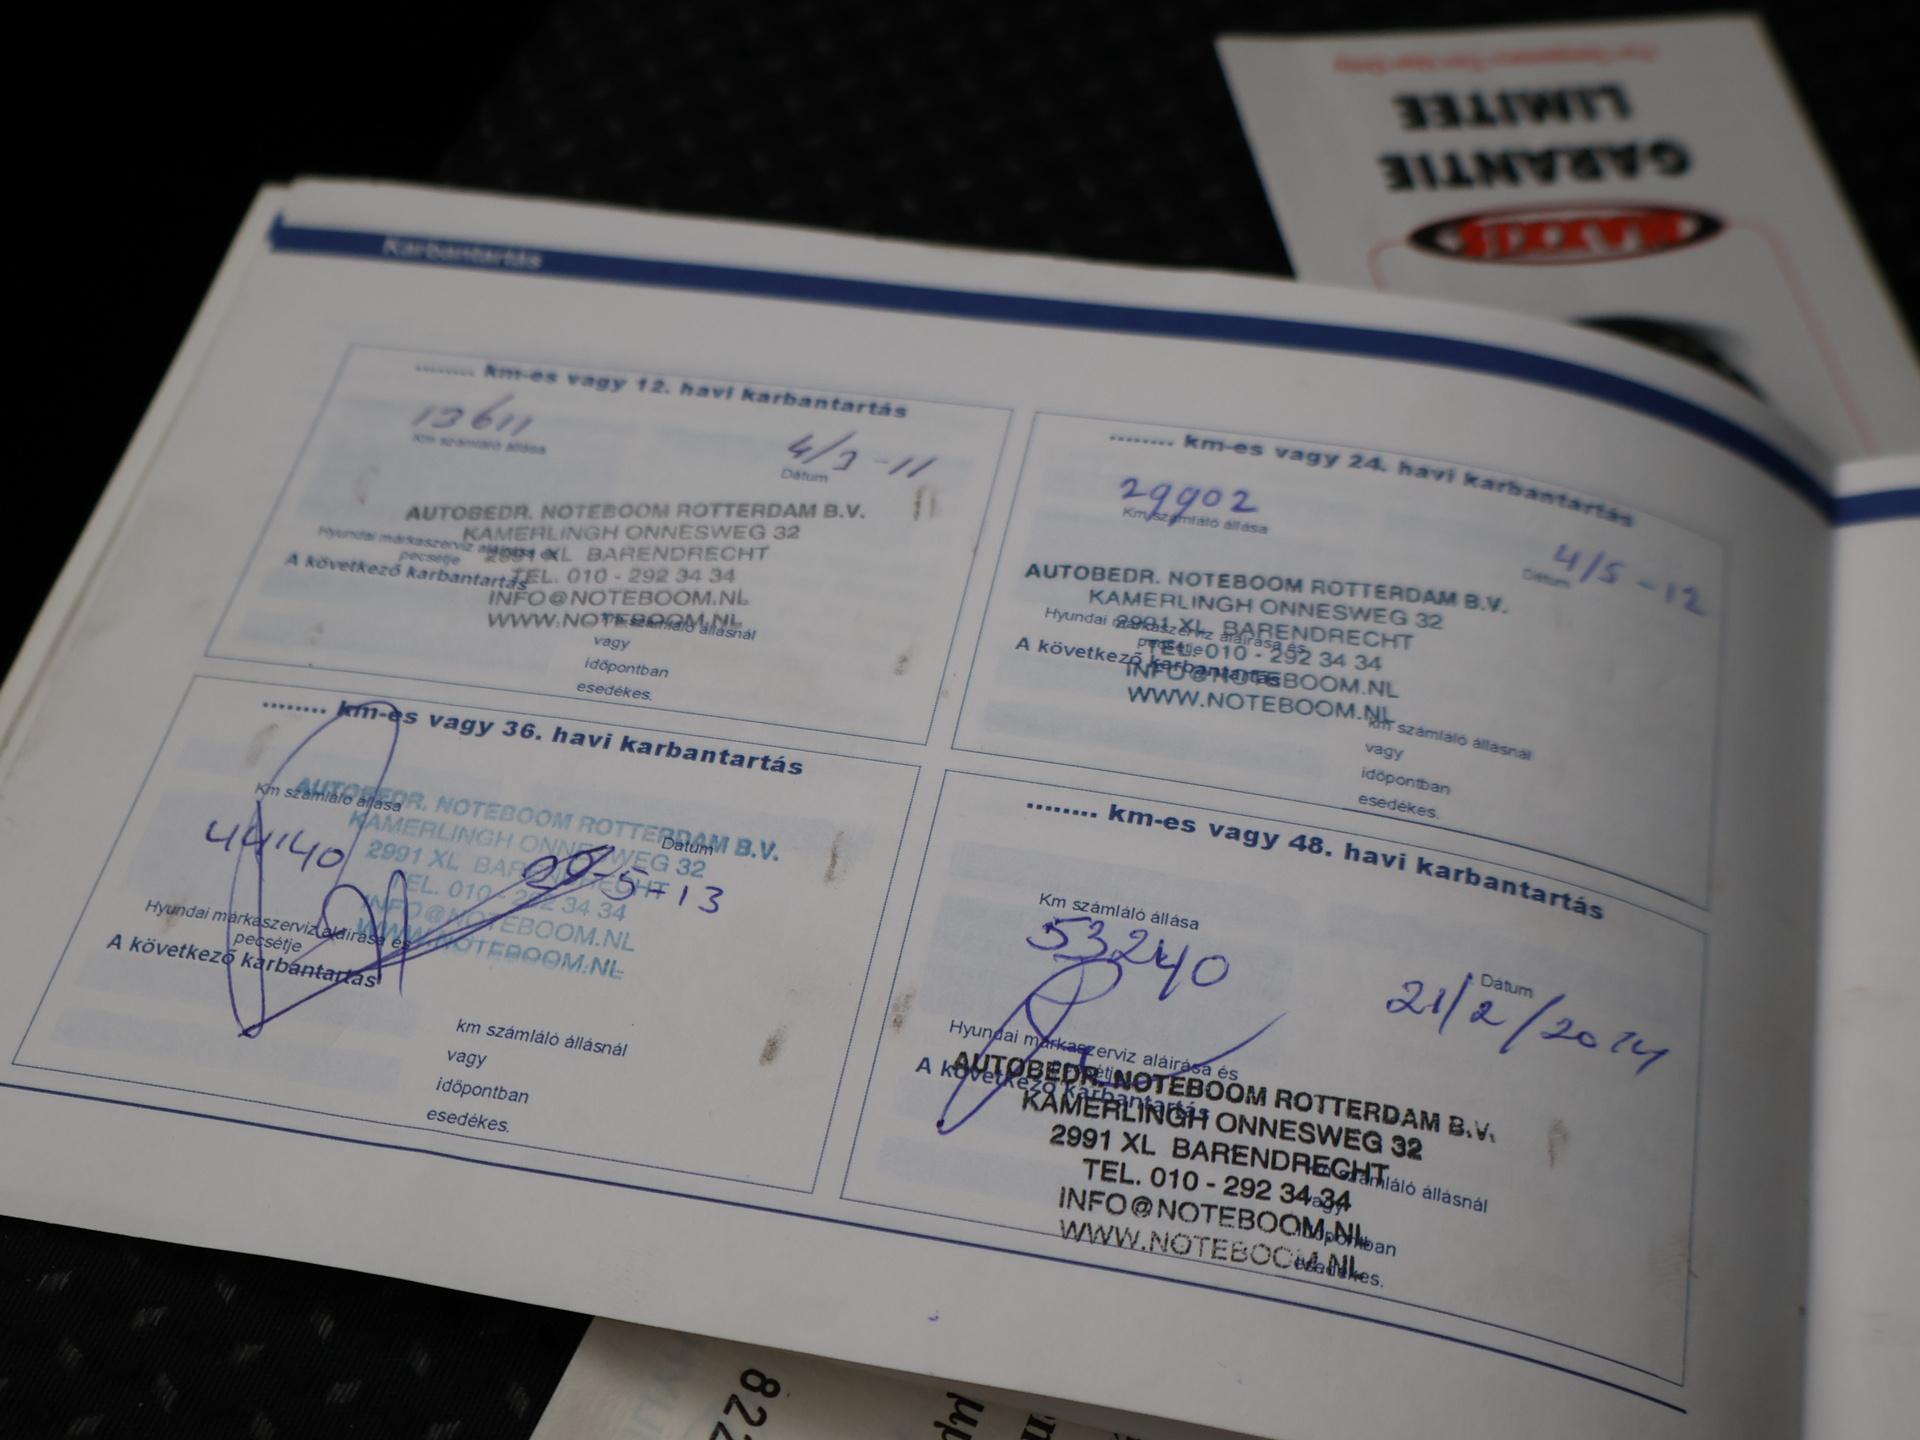 GARANTIE
LIMITEE
Karbantartás
........ km-es vagy 12. havi karbantartás
13611
Km számláló állása
4/3-11
Dátum
AUTOBEDR. NOTEBOOM ROTTERDAM B.V.
KAMERLINGH ONNESWEG 32
2991 XL BARENDRECHT
TEL. 010 - 292 34 34
INFO@NOTEBOOM.NL
WWW.NOTEBOOM.NL
Hyundai márkaszerviz aláírása és
pecsétje
A következő karbantartás
km számláló állásnál
vagy
időpontban
esedékes.
........ km-es vagy 24. havi karbantartás
29902
Km számláló állása
4/5-12
Dátum
AUTOBEDR. NOTEBOOM ROTTERDAM B.V.
KAMERLINGH ONNESWEG 32
2991 XL BARENDRECHT
TEL. 010 - 292 34 34
INFO@NOTEBOOM.NL
WWW.NOTEBOOM.NL
Hyundai márkaszerviz aláírása és
pecsétje
A következő karbantartás
km számláló állásnál
vagy
időpontban
esedékes.
........ km-es vagy 36. havi karbantartás
Km számláló állása
44140
Dátum
29-5-13
AUTOBEDR. NOTEBOOM ROTTERDAM B.V.
KAMERLINGH ONNESWEG 32
2991 XL BARENDRECHT
TEL. 010 - 292 34 34
INFO@NOTEBOOM.NL
WWW.NOTEBOOM.NL
Hyundai márkaszerviz aláírása és
pecsétje
A következő karbantartás
km számláló állásnál
vagy
időpontban
esedékes.
........ km-es vagy 48. havi karbantartás
Km számláló állása
53240
Dátum
21/2/2014
Hyundai márkaszerviz aláírása és
pecsétje
A következő karbantartás
AUTOBEDR. NOTEBOOM ROTTERDAM B.V.
KAMERLINGH ONNESWEG 32
2991 XL BARENDRECHT
TEL. 010 - 292 34 34
INFO@NOTEBOOM.NL
WWW.NOTEBOOM.NL
km számláló állásnál
vagy
időpontban
esedékes.